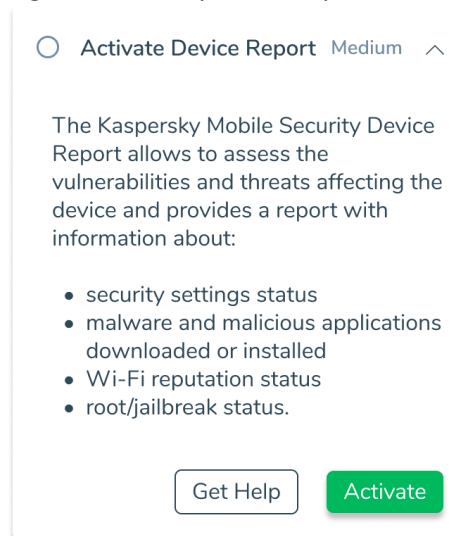 Activate Device Report Medium
The Kaspersky Mobile Security Device
Report allows to assess the
vulnerabilities and threats affecting the
device and provides a report with
information about:
• security settings status
• malware and malicious applications
downloaded or installed
• Wi-Fi reputation status
• root/jailbreak status.
Get Help Activate